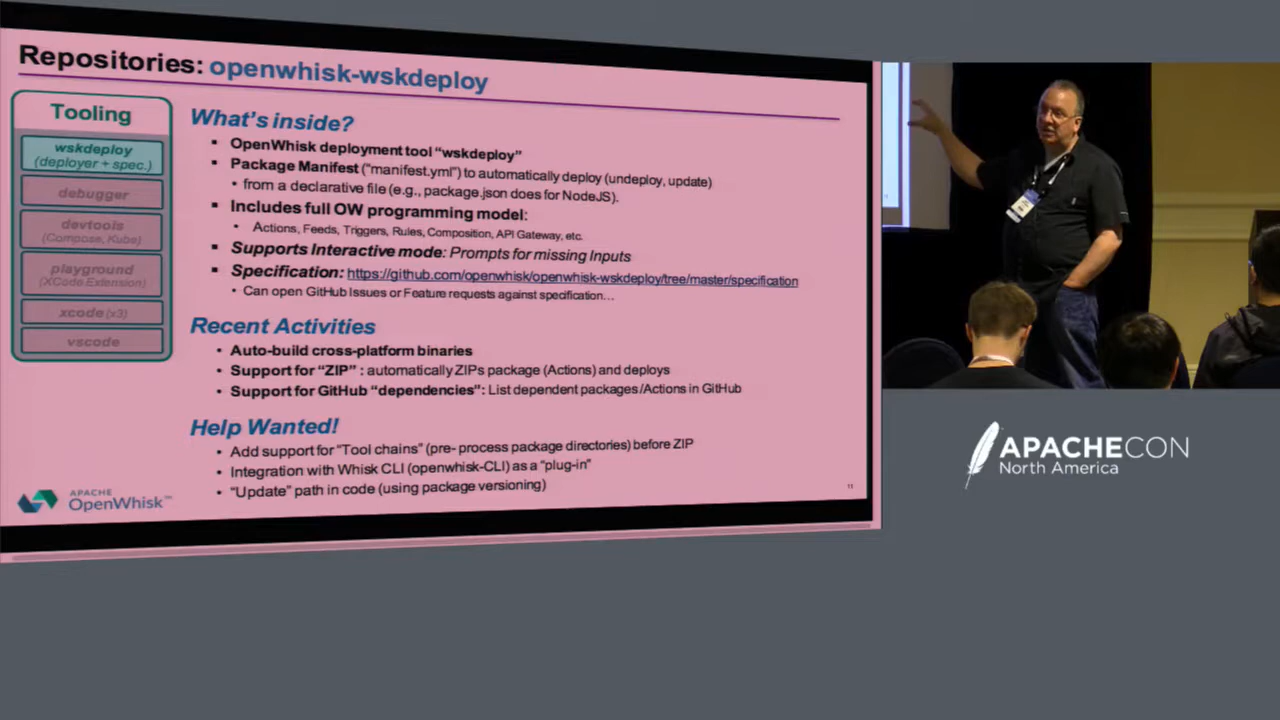 Repositories: openwhisk-wskdeploy
Tooling
wskdeploy
(deployer + spec.)
debugger
devtools
(Compose, Kube)
playground
(XCode Extension)
xcode (x3)
vscode
What's inside?
▪ OpenWhisk deployment tool “wskdeploy”
▪ Package Manifest (“manifest.yml”) to automatically deploy (undeploy, update)
• from a declarative file (e.g., package.json does for NodeJS).
▪ Includes full OW programming model:
• Actions, Feeds, Triggers, Rules, Composition, API Gateway, etc.
▪ Supports Interactive mode: Prompts for missing Inputs
▪ Specification: https://github.com/openwhisk/openwhisk-wskdeploy/tree/master/specification
• Can open GitHub Issues or Feature requests against specification…
Recent Activities
• Auto-build cross-platform binaries
• Support for “ZIP” : automatically ZIPs package (Actions) and deploys
• Support for GitHub “dependencies”: List dependent packages/Actions in GitHub
Help Wanted!
• Add support for “Tool chains” (pre- process package directories) before ZIP
• Integration with Whisk CLI (openwhisk-CLI) as a “plug-in”
• “Update” path in code (using package versioning)
APACHE
OpenWhisk™
11
APACHECON
North America